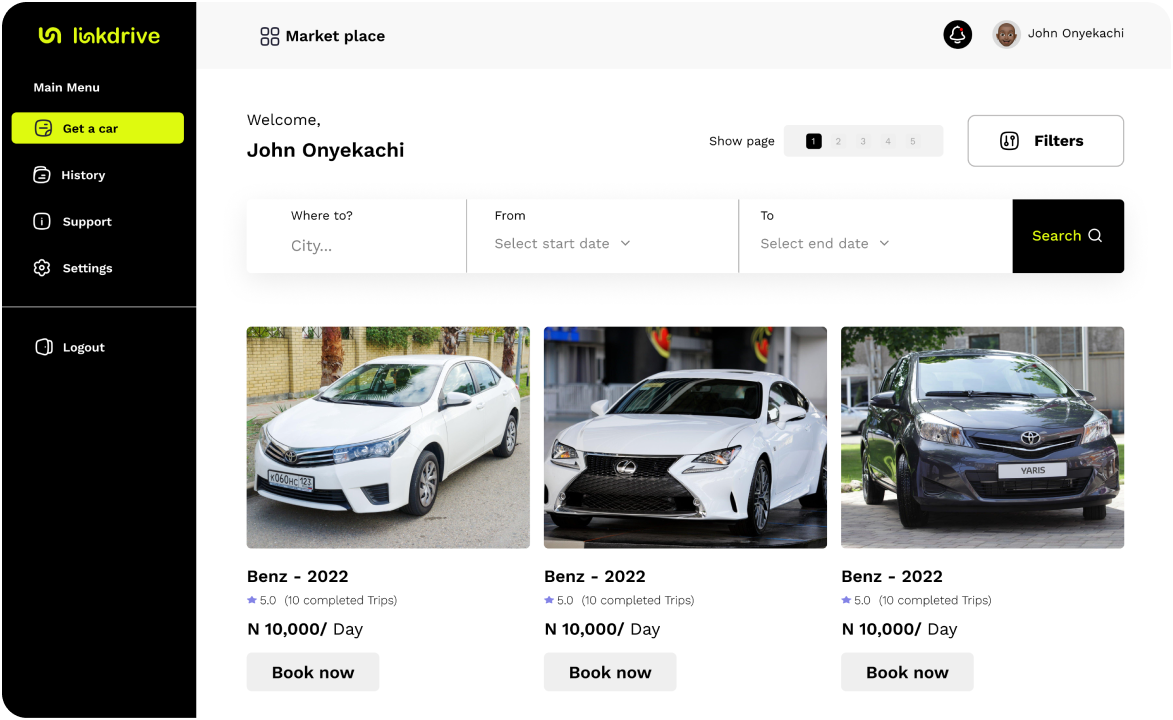 linkdrive
Main Menu
Get a car
History
Support
Settings
Logout
Market place
John Onyekachi
Welcome,
John Onyekachi
Show page
1 2 3 4 5
Filters
Where to?
City...
From
Select start date
To
Select end date
Search
К060НС 123
YARIS
Benz - 2022
5.0 (10 completed Trips)
N 10,000/ Day
Book now
Benz - 2022
5.0 (10 completed Trips)
N 10,000/ Day
Book now
Benz - 2022
5.0 (10 completed Trips)
N 10,000/ Day
Book now